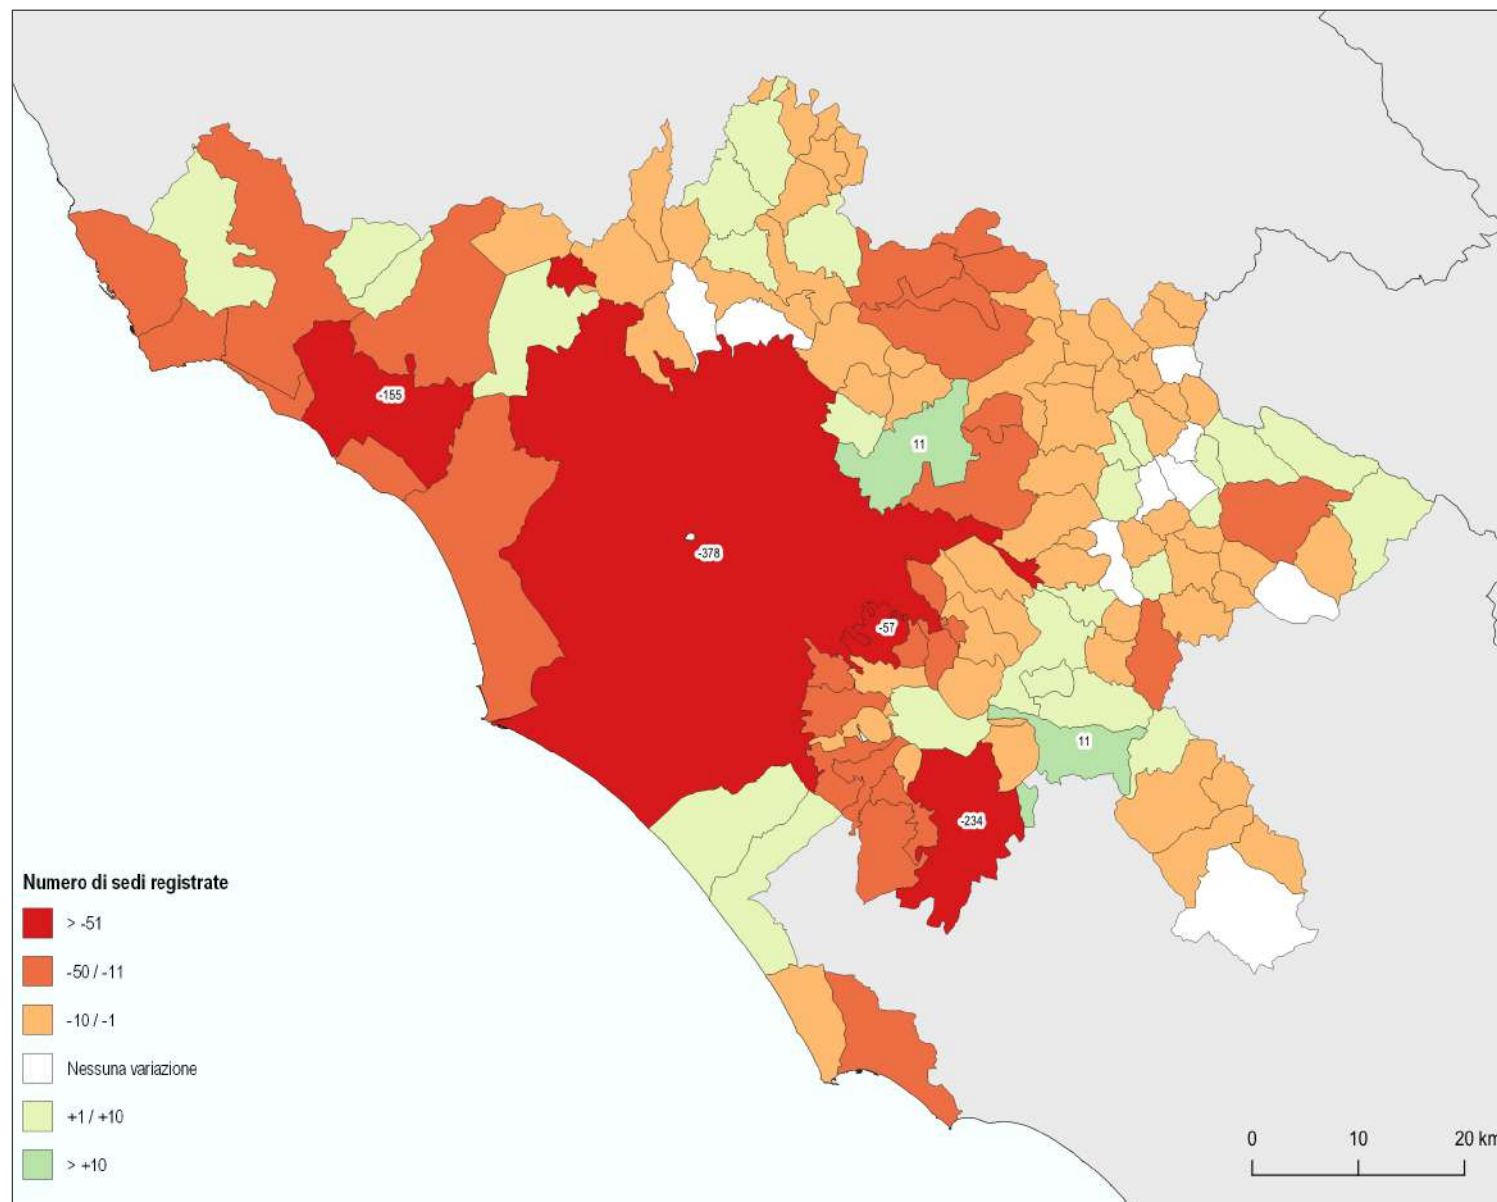 -155
11
-378
-57
11
-234
Numero di sedi registrate
> -51
-50 / -11
-10 / -1
Nessuna variazione
+1 / +10
> +10
0 10 20 km